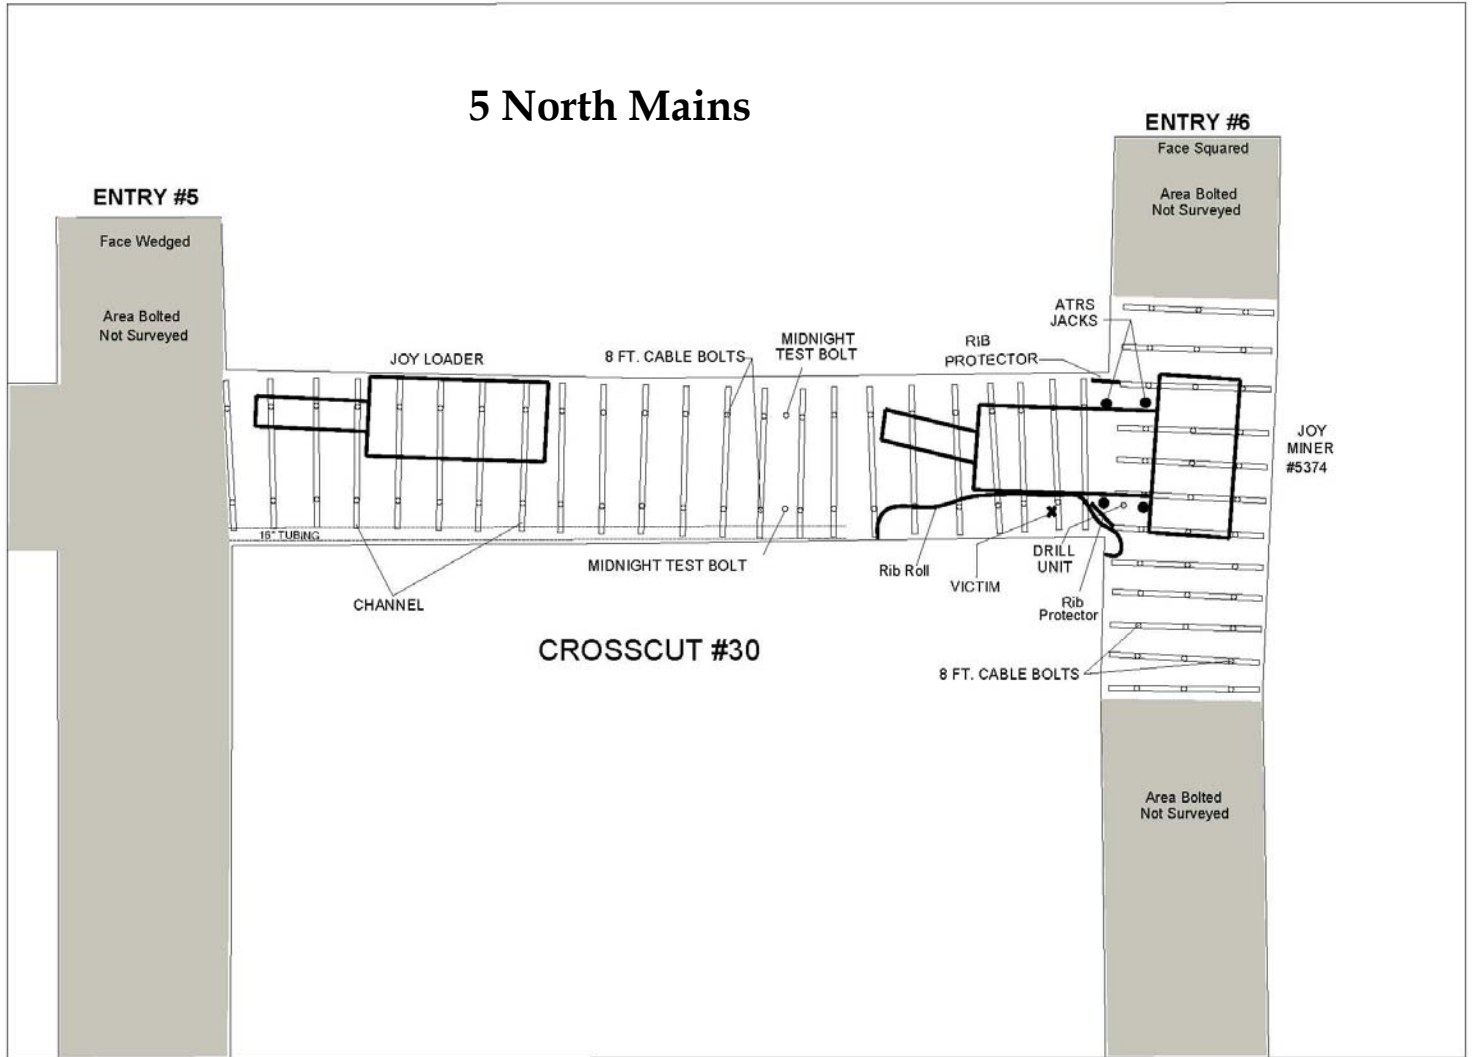 5 North Mains
ENTRY #6
Face Squared
Area Bolted
Not Surveyed
ENTRY #5
Face Wedged
Area Bolted
Not Surveyed
ATRS
JACKS
RIB
PROTECTOR
MIDNIGHT
TEST BOLT
8 FT. CABLE BOLTS
JOY LOADER
JOY
MINER
#5374
16" TUBING
MIDNIGHT TEST BOLT
Rib Roll
VICTIM
DRILL
UNIT
Rib
Protector
CHANNEL
CROSSCUT #30
8 FT. CABLE BOLTS
Area Bolted
Not Surveyed